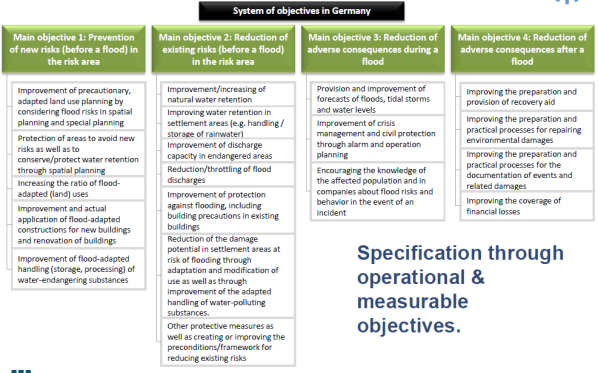 System of objectives in Germany
Main objective 1: Prevention
of new risks (before a flood) in
the risk area
Improvement of precautionary,
adapted land use planning by
considering flood risks in spatial
planning and special planning
Protection of areas to avoid new
risks as well as to
conserve/protect water retention
through spatial planning
Increasing the ratio of flood-
adapted (land) uses
Improvement and actual
application of flood-adapted
constructions for new buildings
and renovation of buildings
Improvement of flood-adapted
handling (storage, processing) of
water-endangering substances
Main objective 2: Reduction of
existing risks (before a flood)
in the risk area
Improvement/increasing of
natural water retention
Improving water retention in
settlement areas (e.g. handling /
storage of rainwater)
Improvement of discharge
capacity in endangered areas
Reduction/throttling of flood
discharges
Improvement of protection
against flooding, including
building precautions in existing
buildings
Reduction of the damage
potential in settlement areas at
risk of flooding through
adaptation and modification of
use as well as through
improvement of the adapted
handling of water-polluting
substances.
Other protective measures as
well as creating or improving the
preconditions/framework for
reducing existing risks
Main objective 3: Reduction of
adverse consequences during a
flood
Provision and improvement of
forecasts of floods, tidal storms
and water levels
Improvement of crisis
management and civil protection
through alarm and operation
planning
Encouraging the knowledge of
the affected population and in
companies about flood risks and
behavior in the event of an
incident
Main objective 4: Reduction of
adverse consequences after a
flood
Improving the preparation and
provision of recovery aid
Improving the preparation and
practical processes for repairing
environmental damages
Improving the preparation and
practical processes for the
documentation of events and
related damages
Improving the coverage of
financial losses
Specification through
operational &
measurable
objectives.